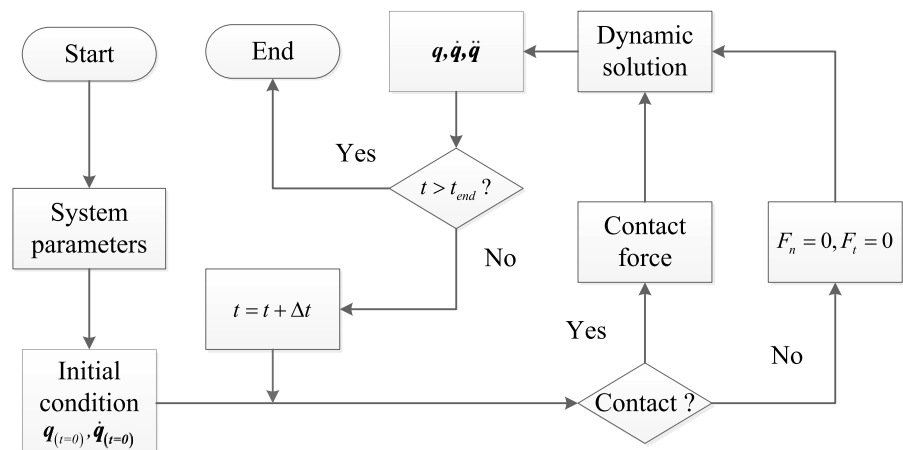 Start
End
q, q̇, q̈
Dynamic
solution
Yes
t > t_end ?
System
parameters
No
Contact
force
F_n = 0, F_t = 0
t = t + Δt
Yes
No
Initial
condition
q_(t=0), q̇_(t=0)
Contact ?